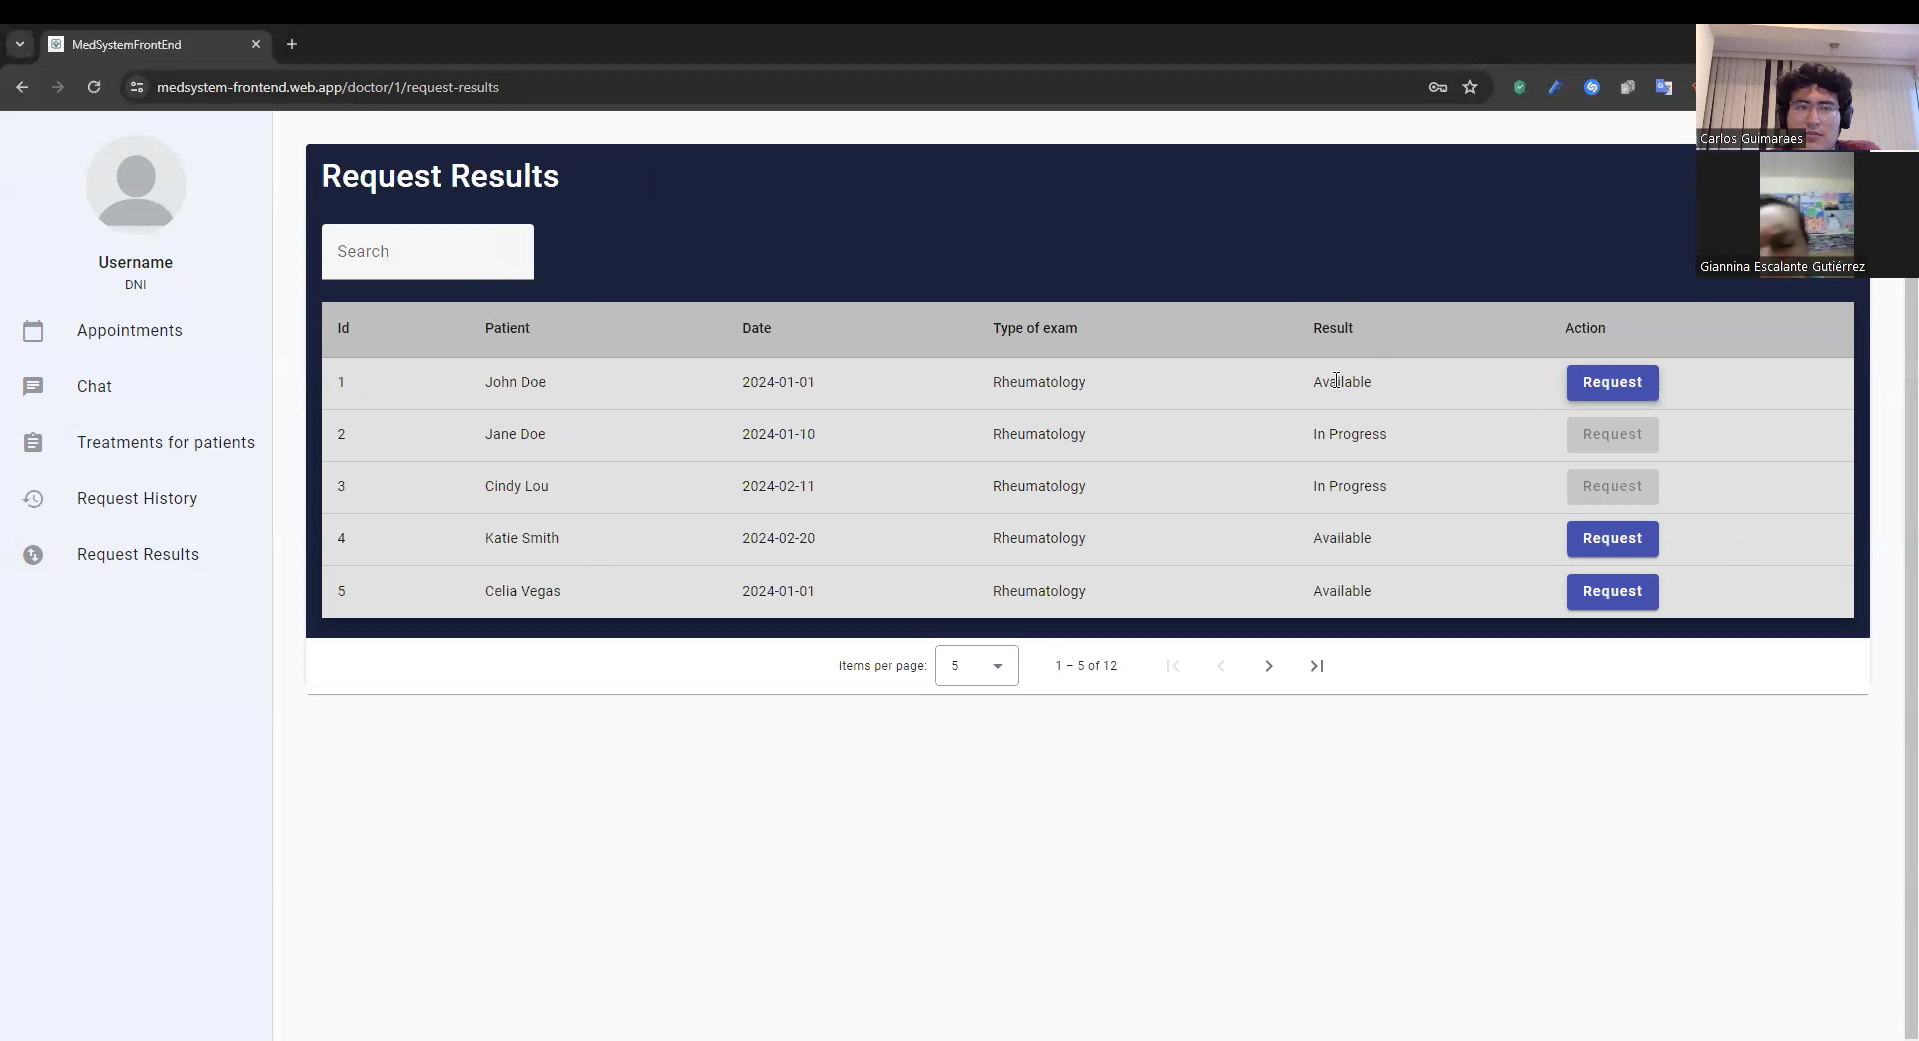 MedSystemFrontEnd
medsystem-frontend.web.app/doctor/1/request-results
Carlos Guimaraes
Giannina Escalante Gutiérrez
Username
DNI
Appointments
Chat
Treatments for patients
Request History
Request Results
Request Results
Search
Id Patient Date Type of exam Result Action
1 John Doe 2024-01-01 Rheumatology Available Request
2 Jane Doe 2024-01-10 Rheumatology In Progress Request
3 Cindy Lou 2024-02-11 Rheumatology In Progress Request
4 Katie Smith 2024-02-20 Rheumatology Available Request
5 Celia Vegas 2024-01-01 Rheumatology Available Request
Items per page: 5 1 – 5 of 12